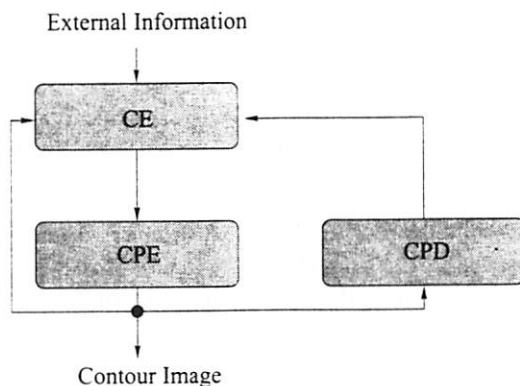 External Information
CE
CPE
CPD
Contour Image